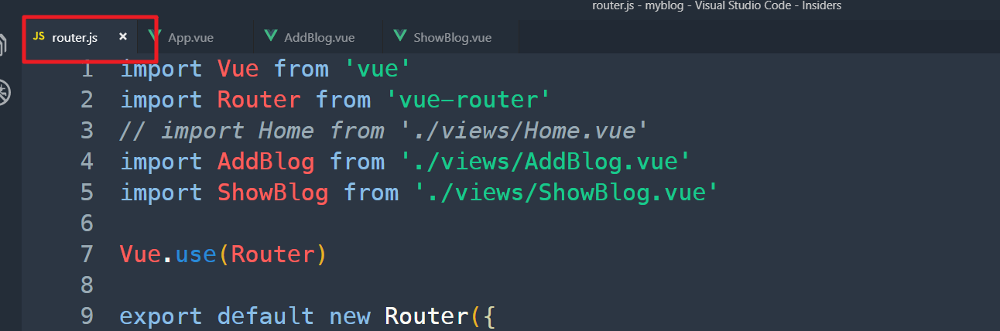 router.js - myblog - Visual Studio Code - Insiders
JS router.js × App.vue AddBlog.vue ShowBlog.vue
1 import Vue from 'vue'
2 import Router from 'vue-router'
3 // import Home from './views/Home.vue'
4 import AddBlog from './views/AddBlog.vue'
5 import ShowBlog from './views/ShowBlog.vue'
6
7 Vue.use(Router)
8
9 export default new Router({